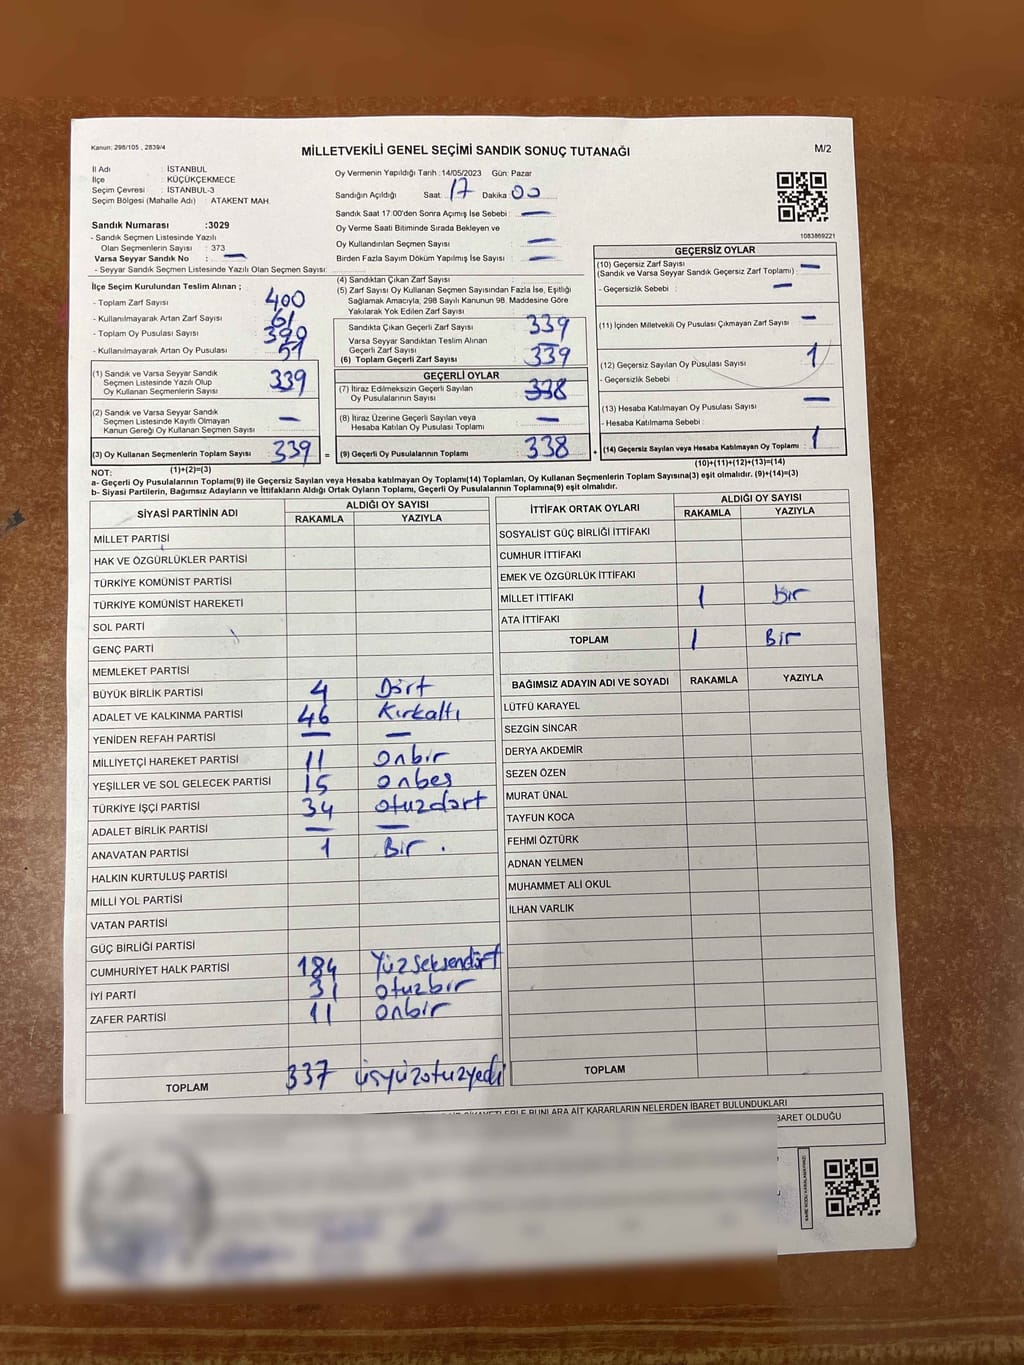 Kanun: 298/105 , 2839/4
MİLLETVEKİLİ GENEL SEÇİMİ SANDIK SONUÇ TUTANAĞI
M/2
İl Adı : İSTANBUL
İlçe : KÜÇÜKÇEKMECE
Seçim Çevresi : İSTANBUL-3
Seçim Bölgesi (Mahalle Adı) : ATAKENT MAH.
Sandık Numarası :3029
- Sandık Seçmen Listesinde Yazılı
Olan Seçmenlerin Sayısı : 373
Varsa Seyyar Sandık No : —
- Seyyar Sandık Seçmen Listesinde Yazılı Olan Seçmen Sayısı:
Oy Vermenin Yapıldığı Tarih :14/05/2023 Gün: Pazar
Sandığın Açıldığı Saat: 17 Dakika 00
Sandık Saat 17:00'den Sonra Açımış İse Sebebi : —
Oy Verme Saati Bitiminde Sırada Bekleyen ve
Oy Kullandırılan Seçmen Sayısı : —
Birden Fazla Sayım Döküm Yapılmış İse Sayısı : —
1083869221
İlçe Seçim Kurulundan Teslim Alınan ;
- Toplam Zarf Sayısı : 400
- Kullanılmayarak Artan Zarf Sayısı : 61
- Toplam Oy Pusulası Sayısı : 390
- Kullanılmayarak Artan Oy Pusulası : 51
(1) Sandık ve Varsa Seyyar Sandık
Seçmen Listesinde Yazılı Olup
Oy Kullanan Seçmenlerin Sayısı : 339
(2) Sandık ve Varsa Seyyar Sandık
Seçmen Listesinde Kayıtlı Olmayan
Kanun Gereği Oy Kullanan Seçmen Sayısı : —
(3) Oy Kullanan Seçmenlerin Toplam Sayısı : 339 =
(4) Sandıktan Çıkan Zarf Sayısı :
(5) Zarf Sayısı Oy Kullanan Seçmen Sayısından Fazla İse, Eşitliği
Sağlamak Amacıyla, 298 Sayılı Kanunun 98. Maddesine Göre
Yakılarak Yok Edilen Zarf Sayısı :
Sandıkta Çıkan Geçerli Zarf Sayısı : 339
Varsa Seyyar Sandıktan Teslim Alınan
Geçerli Zarf Sayısı : —
(6) Toplam Geçerli Zarf Sayısı : 339
GEÇERLİ OYLAR
(7) İtiraz Edilmeksizin Geçerli Sayılan
Oy Pusulalarının Sayısı : 338
(8) İtiraz Üzerine Geçerli Sayılan veya
Hesaba Katılan Oy Pusulası Toplamı : —
(9) Geçerli Oy Pusulalarının Toplamı : 338 +
GEÇERSİZ OYLAR
(10) Geçersiz Zarf Sayısı
(Sandık ve Varsa Seyyar Sandık Geçersiz Zarf Toplamı) : —
- Geçersizlik Sebebi : —
(11) İçinden Milletvekili Oy Pusulası Çıkmayan Zarf Sayısı : —
(12) Geçersiz Sayılan Oy Pusulası Sayısı : 1
- Geçersizlik Sebebi :
(13) Hesaba Katılmayan Oy Pusulası Sayısı : —
- Hesaba Katılmama Sebebi :
(14) Geçersiz Sayılan veya Hesaba Katılmayan Oy Toplamı : 1
(10)+(11)+(12)+(13)=(14)
NOT: (1)+(2)=(3)
a- Geçerli Oy Pusulalarının Toplamı(9) ile Geçersiz Sayılan veya Hesaba Katılmayan Oy Toplamı(14) Toplamları, Oy Kullanan Seçmenlerin Toplam Sayısına(3) eşit olmalıdır. (9)+(14)=(3)
b- Siyasi Partilerin, Bağımsız Adayların ve İttifakların Aldığı Ortak Oyların Toplamı, Geçerli Oy Pusulalarının Toplamına(9) eşit olmalıdır.
SİYASİ PARTİNİN ADI
ALDIĞI OY SAYISI
RAKAMLA YAZIYLA
MİLLET PARTİSİ
HAK VE ÖZGÜRLÜKLER PARTİSİ
TÜRKİYE KOMÜNİST PARTİSİ
TÜRKİYE KOMÜNİST HAREKETİ
SOL PARTİ
GENÇ PARTİ
MEMLEKET PARTİSİ
BÜYÜK BİRLİK PARTİSİ 4 Dört
ADALET VE KALKINMA PARTİSİ 46 Kırkaltı
YENİDEN REFAH PARTİSİ — —
MİLLİYETÇİ HAREKET PARTİSİ 11 onbir
YEŞİLLER VE SOL GELECEK PARTİSİ 15 onbeş
TÜRKİYE İŞÇİ PARTİSİ 34 otuzdört
ADALET BİRLİK PARTİSİ — —
ANAVATAN PARTİSİ 1 Bir .
HALKIN KURTULUŞ PARTİSİ
MİLLİ YOL PARTİSİ
VATAN PARTİSİ
GÜÇ BİRLİĞİ PARTİSİ
CUMHURİYET HALK PARTİSİ 184 Yüzseksendört
İYİ PARTİ 31 otuzbir
ZAFER PARTİSİ 11 onbir
TOPLAM 337 üçyüzotuzyedi
İTTİFAK ORTAK OYLARI
ALDIĞI OY SAYISI
RAKAMLA YAZIYLA
SOSYALİST GÜÇ BİRLİĞİ İTTİFAKI
CUMHUR İTTİFAKI
EMEK VE ÖZGÜRLÜK İTTİFAKI
MİLLET İTTİFAKI 1 Bir
ATA İTTİFAKI
TOPLAM 1 Bir
BAĞIMSIZ ADAYIN ADI VE SOYADI RAKAMLA YAZIYLA
LÜTFÜ KARAYEL
SEZGİN SİNCAR
DERYA AKDEMİR
SEZEN ÖZEN
MURAT ÜNAL
TAYFUN KOCA
FEHMİ ÖZTÜRK
ADNAN YELMEN
MUHAMMET ALİ OKUL
İLHAN VARLIK
TOPLAM
ŞİKAYETLERLE BUNLARA AİT KARARLARIN NELERDEN İBARET BULUNDUKLARI
İBARET OLDUĞU